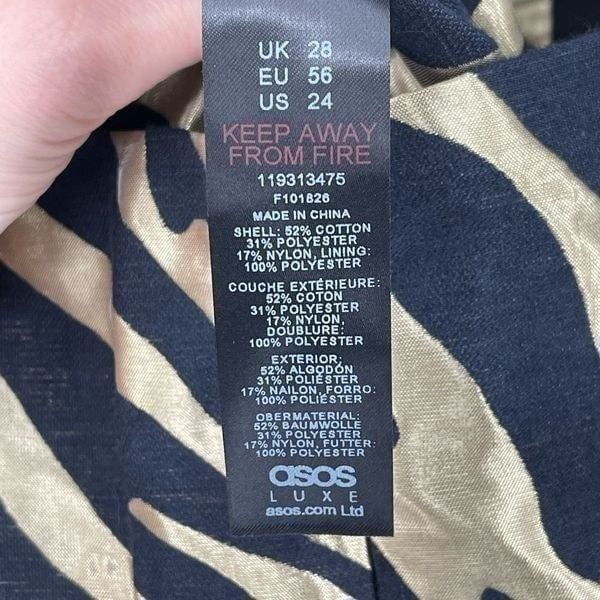 UK 28
EU 56
US 24
KEEP AWAY
FROM FIRE
119313475
F101826
MADE IN CHINA
SHELL: 52% COTTON
31% POLYESTER
17% NYLON, LINING:
100% POLYESTER
COUCHE EXTÉRIEURE:
52% COTON
31% POLYESTER
17% NYLON,
DOUBLURE:
100% POLYESTER
EXTERIOR:
52% ALGODÓN
31% POLIÉSTER
17% NAILON, FORRO:
100% POLIÉSTER
OBERMATERIAL:
52% BAUMWOLLE
31% POLYESTER
17% NYLON, FUTTER:
100% POLYESTER
asos
LUXE
asos.com Ltd